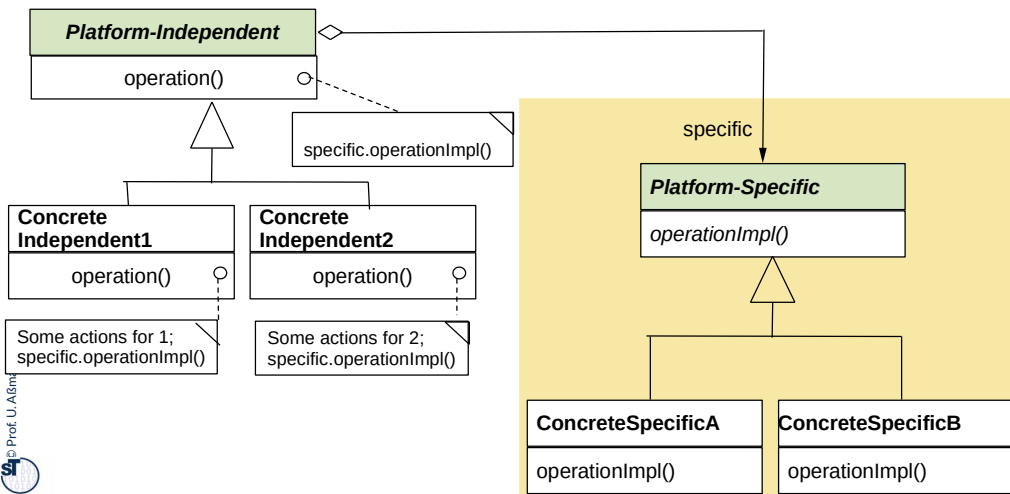 Platform-Independent
operation()
specific.operationImpl()
specific
Platform-Specific
operationImpl()
Concrete
Independent1
operation()
Concrete
Independent2
operation()
Some actions for 1;
specific.operationImpl()
Some actions for 2;
specific.operationImpl()
ConcreteSpecificA
operationImpl()
ConcreteSpecificB
operationImpl()
© Prof. U. Aßm
ST